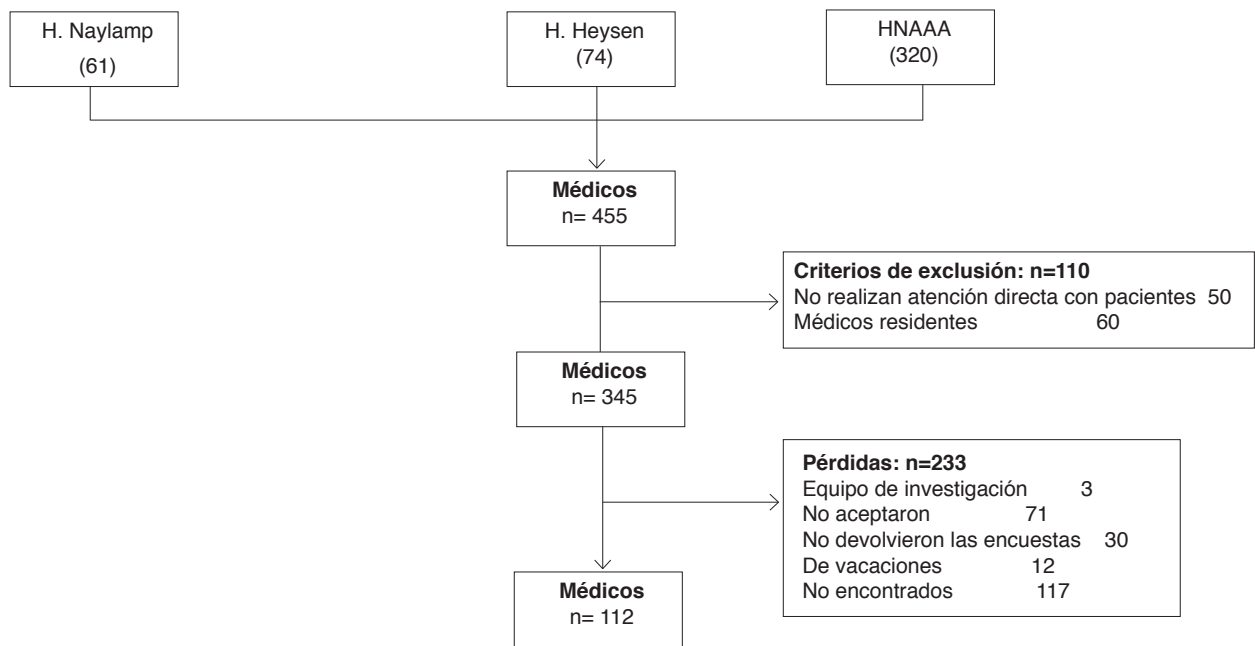 H. Naylamp
(61)
H. Heysen
(74)
HNAAA
(320)
Médicos
n= 455
Criterios de exclusión: n=110
No realizan atención directa con pacientes 50
Médicos residentes 60
Médicos
n= 345
Pérdidas: n=233
Equipo de investigación 3
No aceptaron 71
No devolvieron las encuestas 30
De vacaciones 12
No encontrados 117
Médicos
n= 112